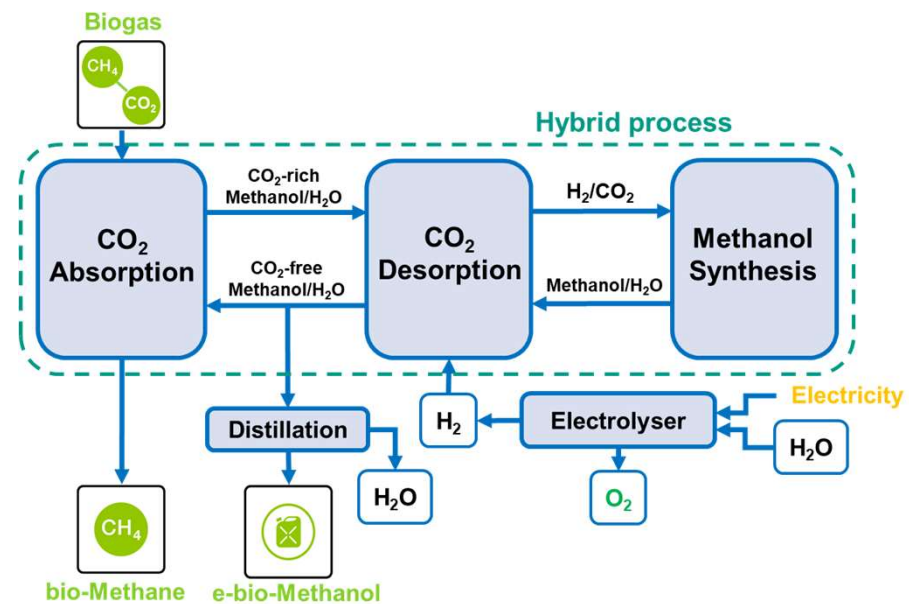 Biogas
CH₄
CO₂
Hybrid process
CO₂-rich
Methanol/H₂O
H₂/CO₂
CO₂
Absorption
CO₂
Desorption
Methanol
Synthesis
CO₂-free
Methanol/H₂O
Methanol/H₂O
Electricity
Distillation
H₂
Electrolyser
H₂O
H₂O
O₂
CH₄
bio-Methane
e-bio-Methanol